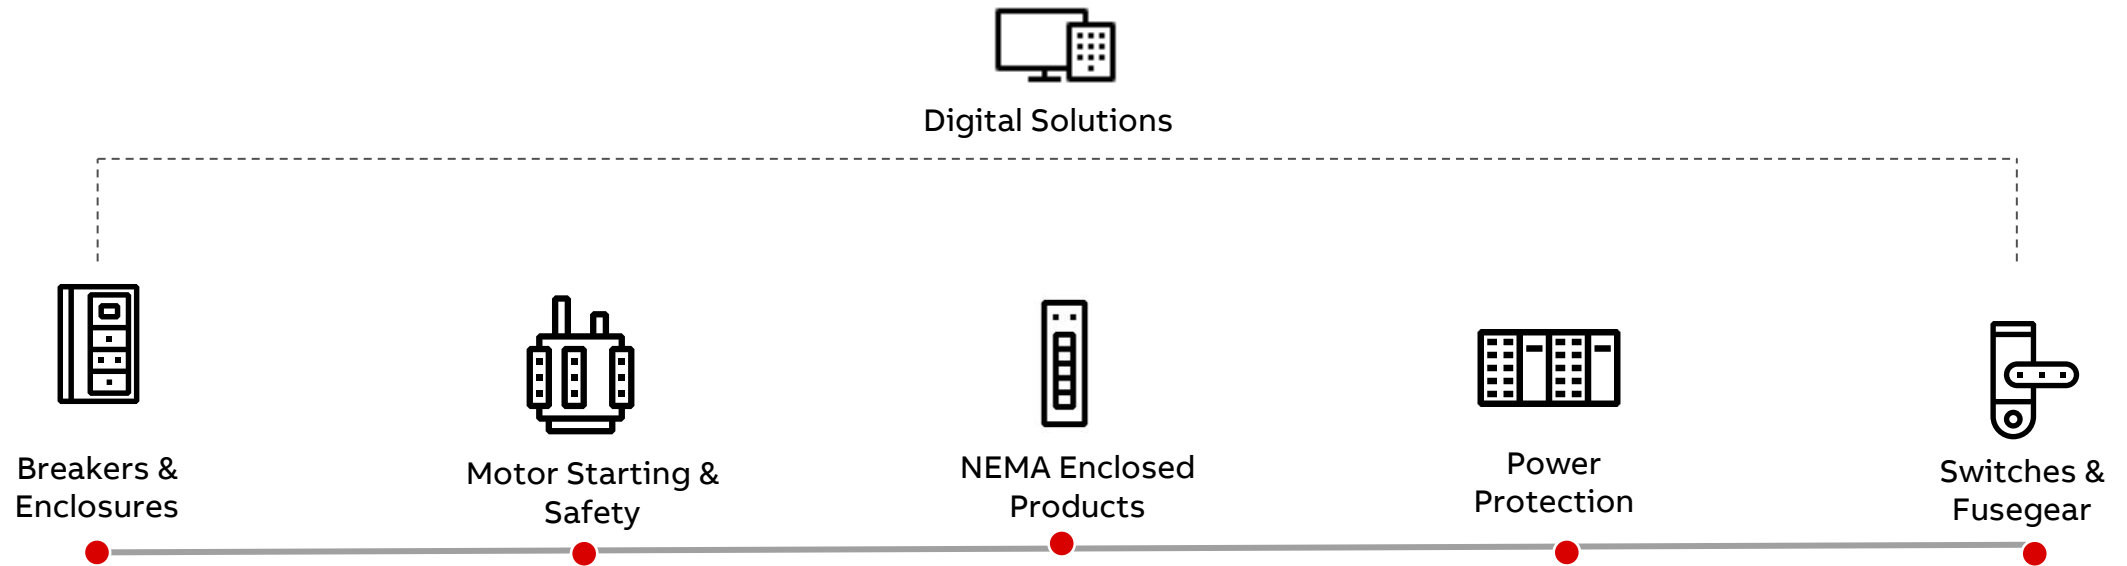 Digital Solutions
Breakers &
Enclosures
Motor Starting &
Safety
NEMA Enclosed
Products
Power
Protection
Switches &
Fusegear